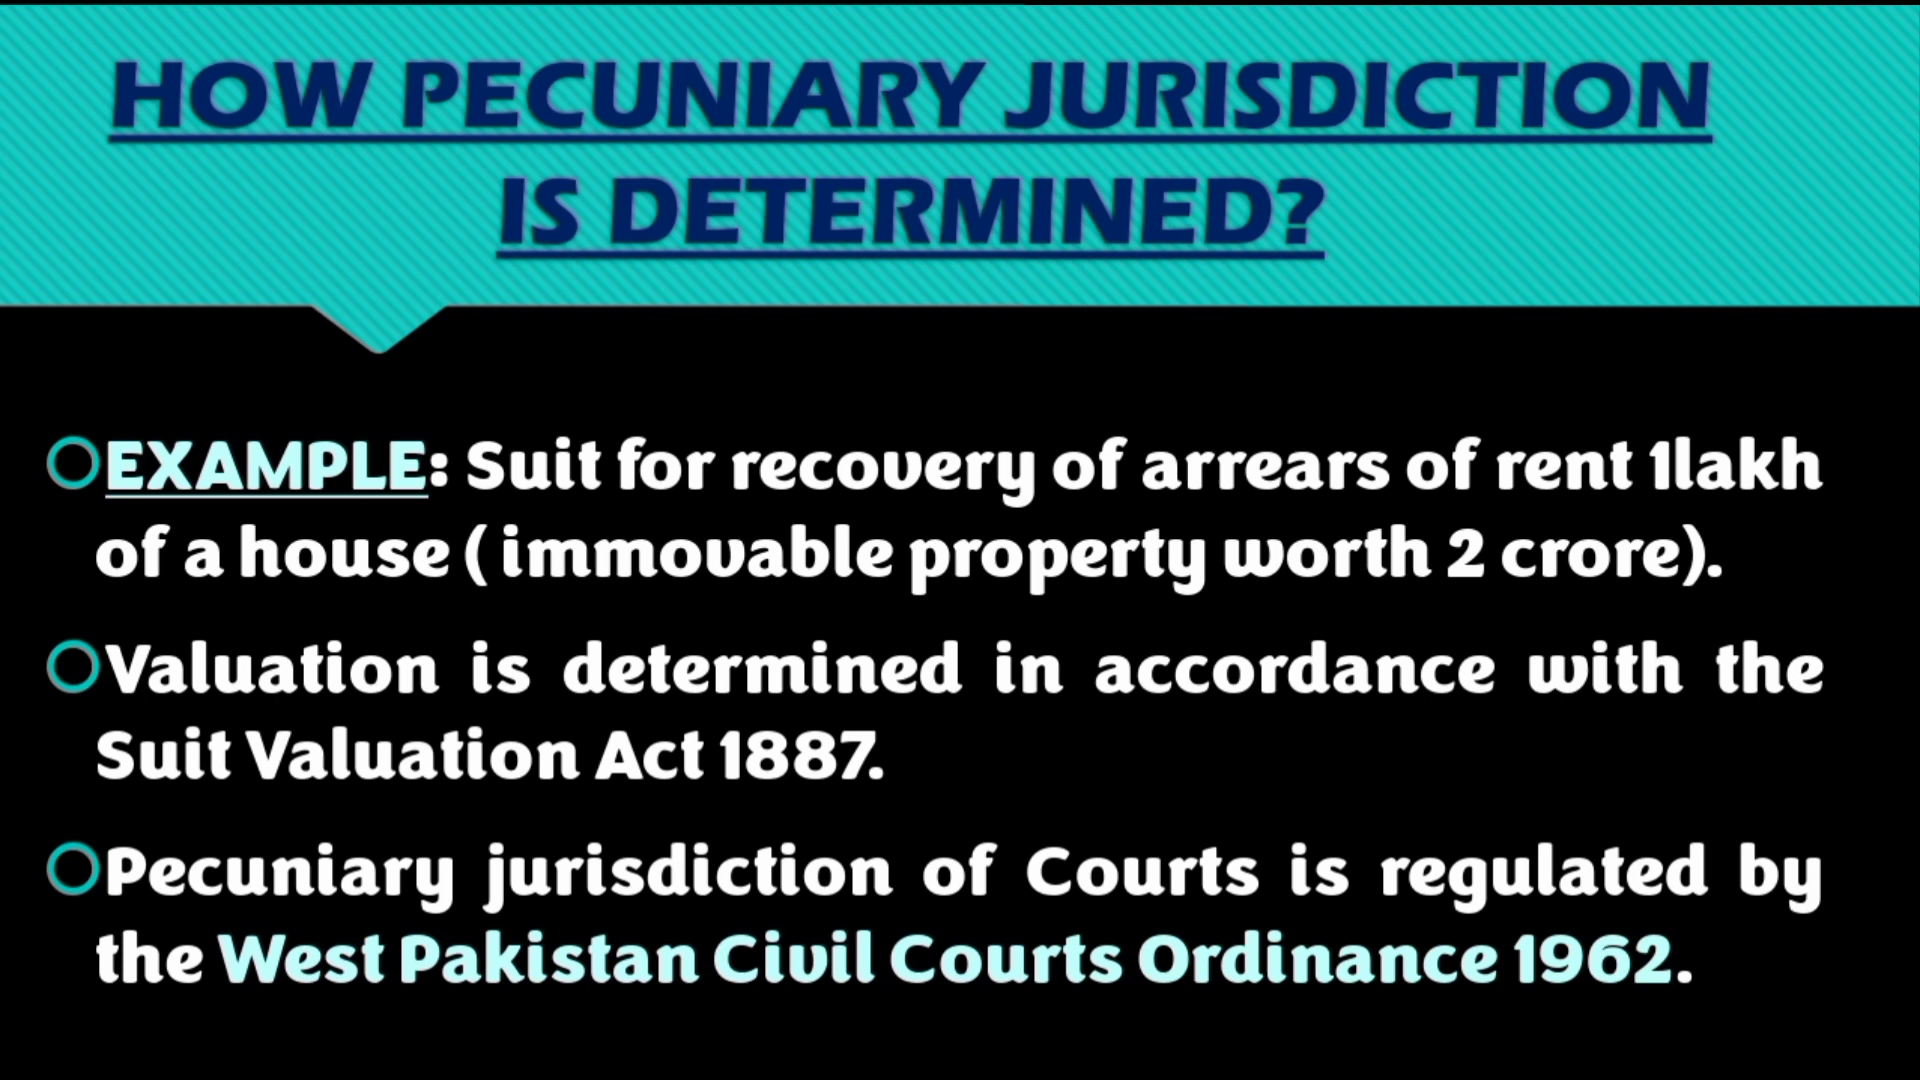 HOW PECUNIARY JURISDICTION
IS DETERMINED?
EXAMPLE: Suit for recovery of arrears of rent 1lakh
of a house ( immovable property worth 2 crore).
Valuation is determined in accordance with the
Suit Valuation Act 1887.
Pecuniary jurisdiction of Courts is regulated by
the West Pakistan Civil Courts Ordinance 1962.